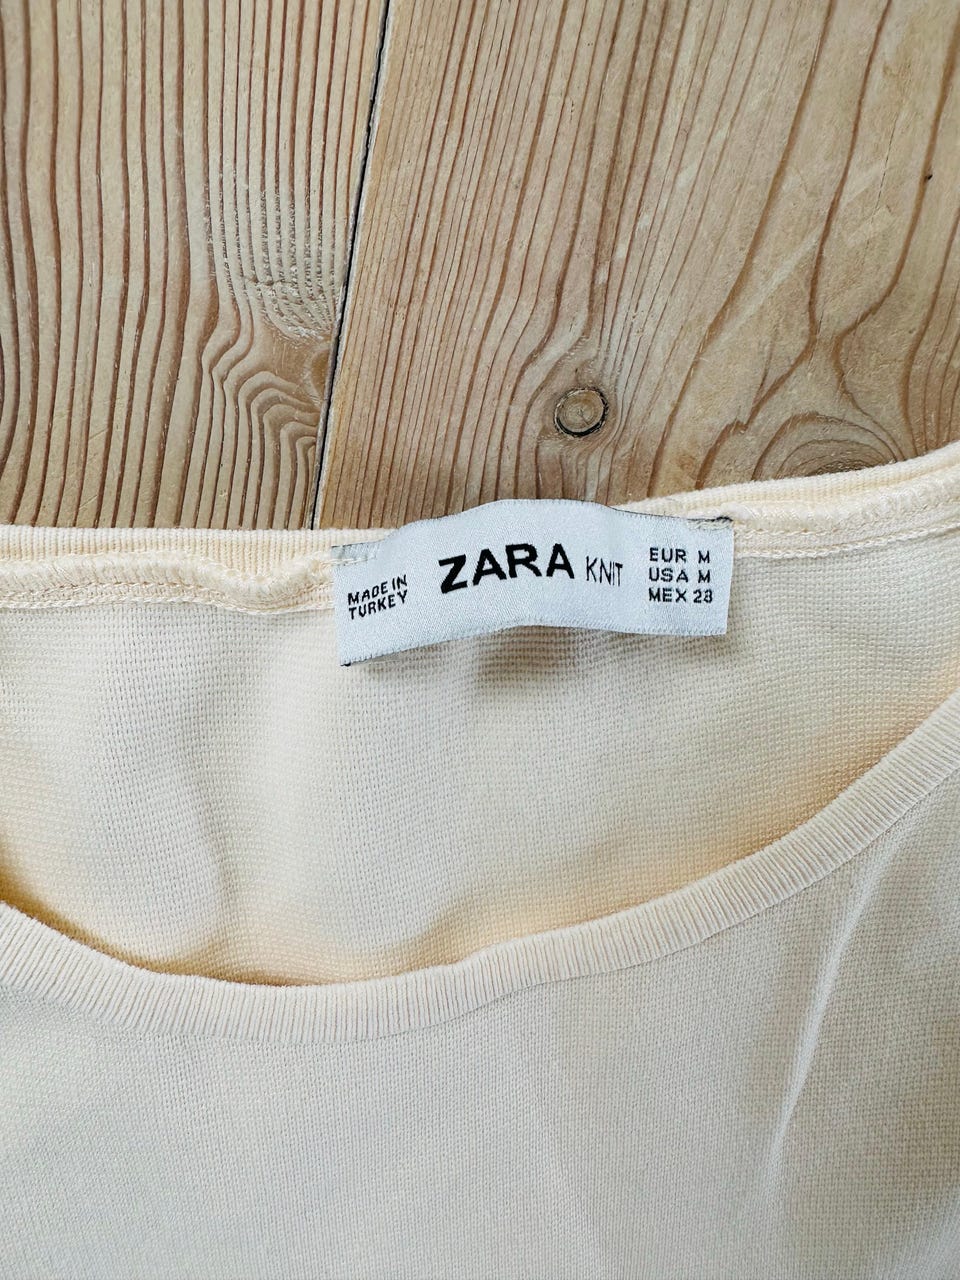 MADE IN
TURKEY
ZARA KNIT
EUR M
USA M
MEX 28